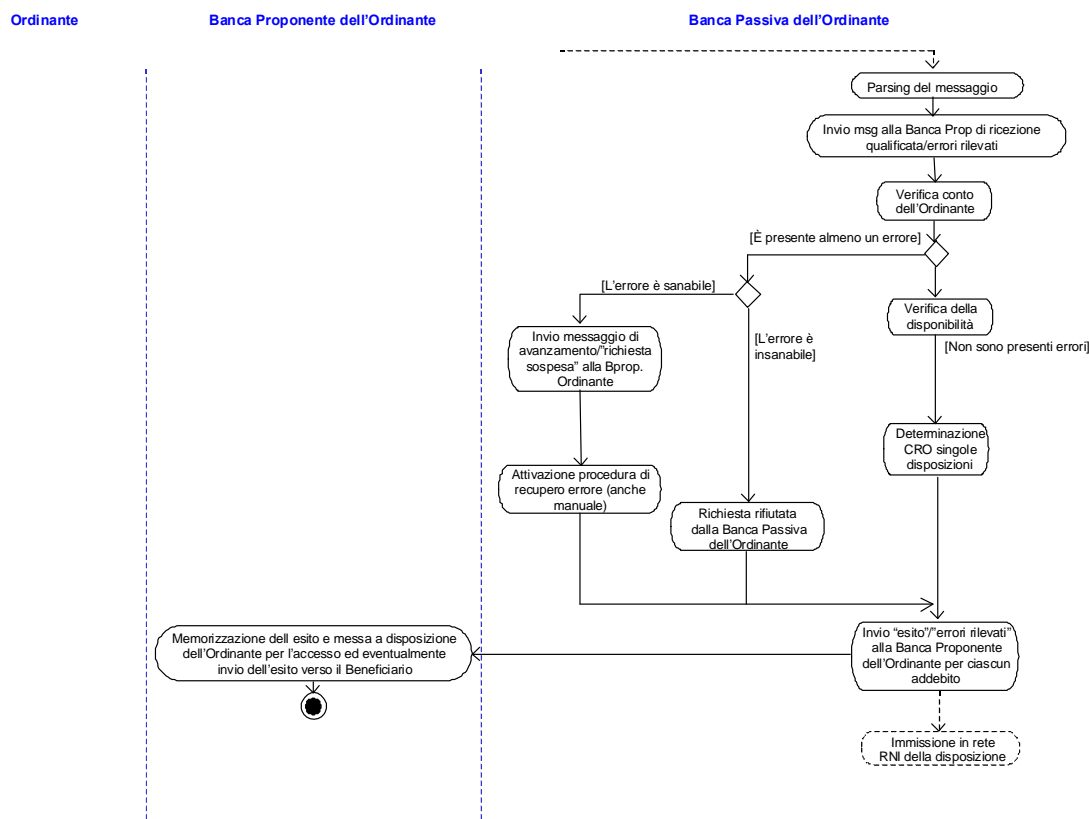 Ordinante
Banca Proponente dell'Ordinante
Banca Passiva dell'Ordinante
Parsing del messaggio
Invio msg alla Banca Prop di ricezione
qualificata/errori rilevati
Verifica conto
dell'Ordinante
[È presente almeno un errore]
[L'errore è sanabile]
Verifica della
disponibilità
Invio messaggio di
avanzamento/"richiesta
sospesa" alla Bprop.
Ordinante
[L'errore è
insanabile]
[Non sono presenti errori]
Determinazione
CRO singole
disposizioni
Attivazione procedura di
recupero errore (anche
manuale)
Richiesta rifiutata
dalla Banca Passiva
dell'Ordinante
Memorizzazione dell esito e messa a disposizione
dell'Ordinante per l'accesso ed eventualmente
invio dell'esito verso il Beneficiario
Invio "esito"/"errori rilevati"
alla Banca Proponente
dell'Ordinante per ciascun
addebito
Immissione in rete
RNI della disposizione